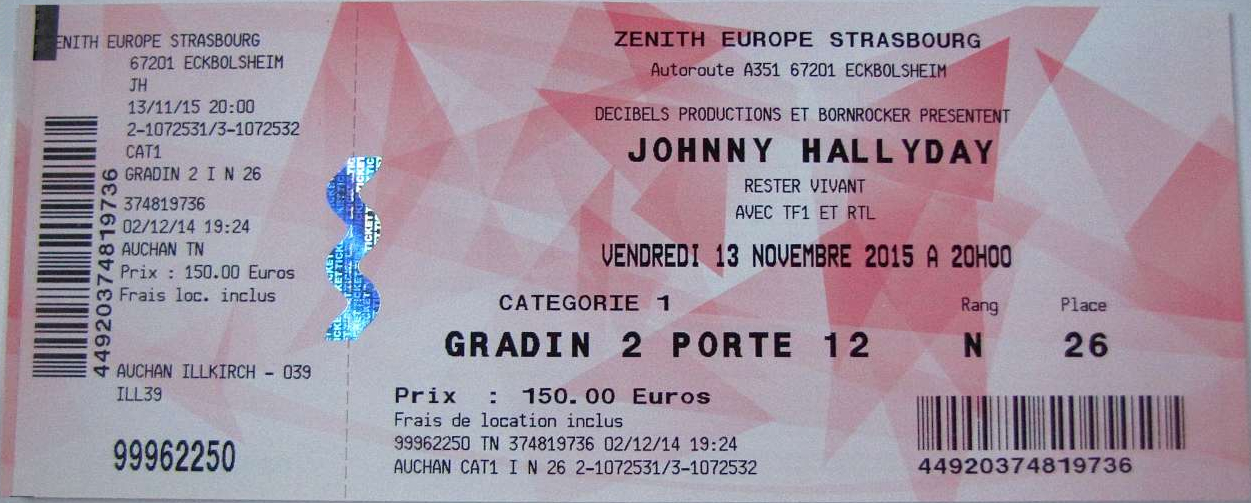 ENITH EUROPE STRASBOURG
67201 ECKBOLSHEIM
JH
13/11/15 20:00
2-1072531/3-1072532
CAT1
GRADIN 2 I N 26
374819736
02/12/14 19:24
AUCHAN TN
Prix : 150.00 Euros
Frais loc. inclus
AUCHAN ILLKIRCH - 039
ILL39
99962250
44920374819736
TICKET
ZENITH EUROPE STRASBOURG
Autoroute A351 67201 ECKBOLSHEIM
DECIBELS PRODUCTIONS ET BORNROCKER PRESENTENT
JOHNNY HALLYDAY
RESTER VIVANT
AVEC TF1 ET RTL
VENDREDI 13 NOVEMBRE 2015 A 20H00
CATEGORIE 1 Rang Place
GRADIN 2 PORTE 12 N 26
Prix : 150.00 Euros
Frais de location inclus
99962250 TN 374819736 02/12/14 19:24
AUCHAN CAT1 I N 26 2-1072531/3-1072532
44920374819736